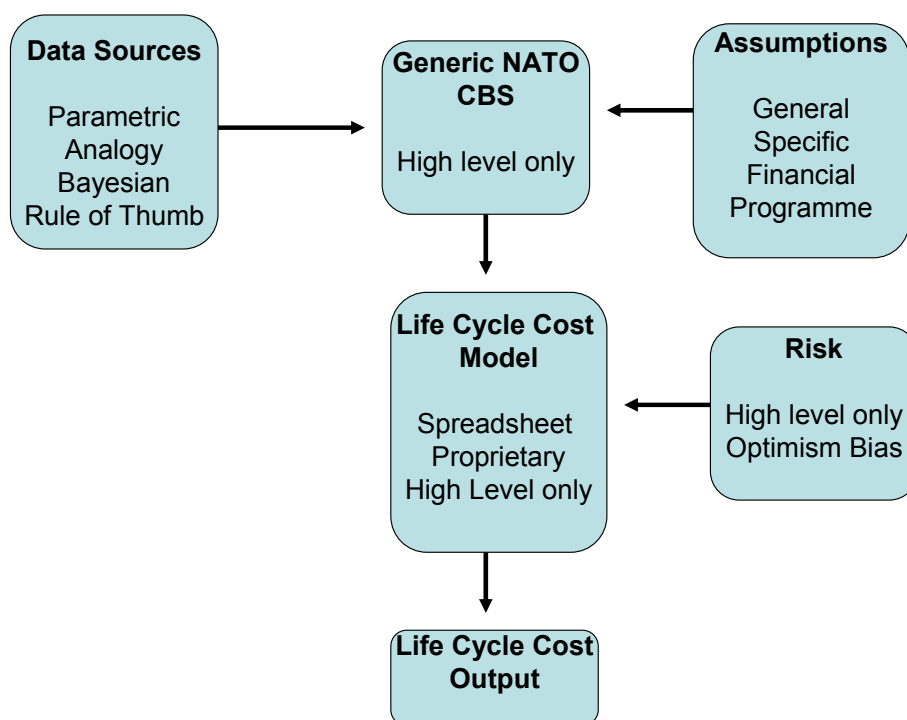 Data Sources
Parametric
Analogy
Bayesian
Rule of Thumb
Generic NATO
CBS
High level only
Assumptions
General
Specific
Financial
Programme
Life Cycle Cost
Model
Spreadsheet
Proprietary
High Level only
Risk
High level only
Optimism Bias
Life Cycle Cost
Output